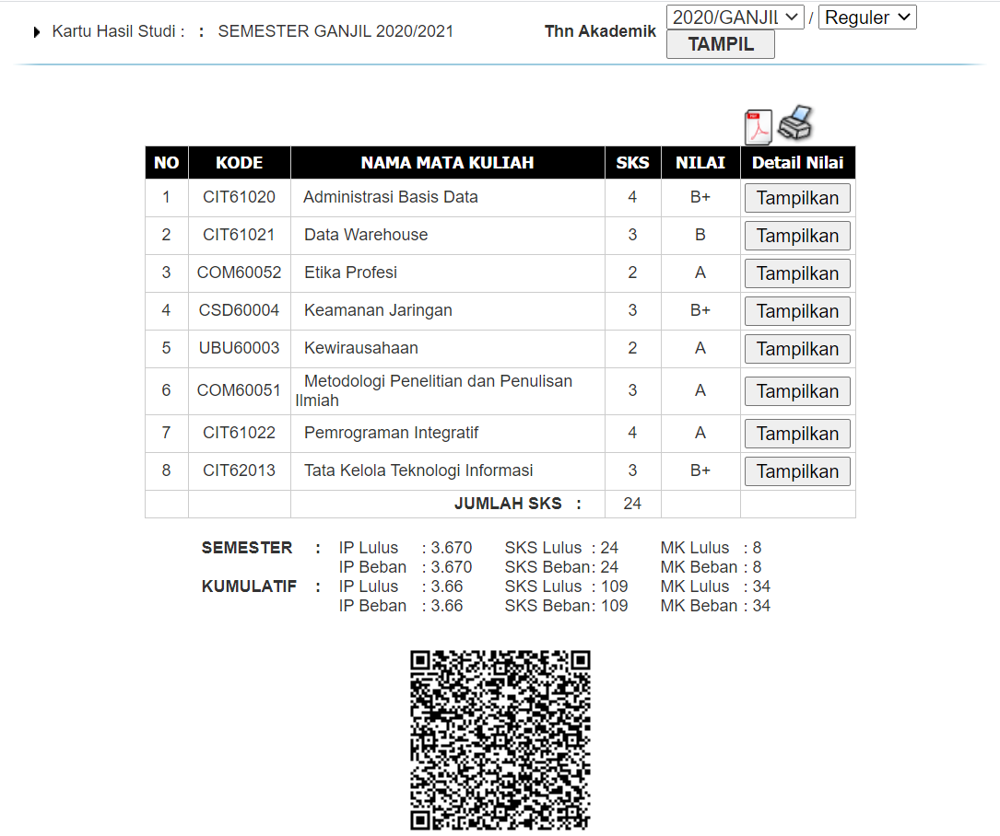 Kartu Hasil Studi : : SEMESTER GANJIL 2020/2021 Thn Akademik 2020/GANJIL / Reguler
TAMPIL
NO KODE NAMA MATA KULIAH SKS NILAI Detail Nilai
1 CIT61020 Administrasi Basis Data 4 B+ Tampilkan
2 CIT61021 Data Warehouse 3 B Tampilkan
3 COM60052 Etika Profesi 2 A Tampilkan
4 CSD60004 Keamanan Jaringan 3 B+ Tampilkan
5 UBU60003 Kewirausahaan 2 A Tampilkan
6 COM60051 Metodologi Penelitian dan Penulisan
Ilmiah 3 A Tampilkan
7 CIT61022 Pemrograman Integratif 4 A Tampilkan
8 CIT62013 Tata Kelola Teknologi Informasi 3 B+ Tampilkan
JUMLAH SKS : 24
SEMESTER : IP Lulus : 3.670 SKS Lulus : 24 MK Lulus : 8
IP Beban : 3.670 SKS Beban: 24 MK Beban : 8
KUMULATIF : IP Lulus : 3.66 SKS Lulus : 109 MK Lulus : 34
IP Beban : 3.66 SKS Beban: 109 MK Beban : 34